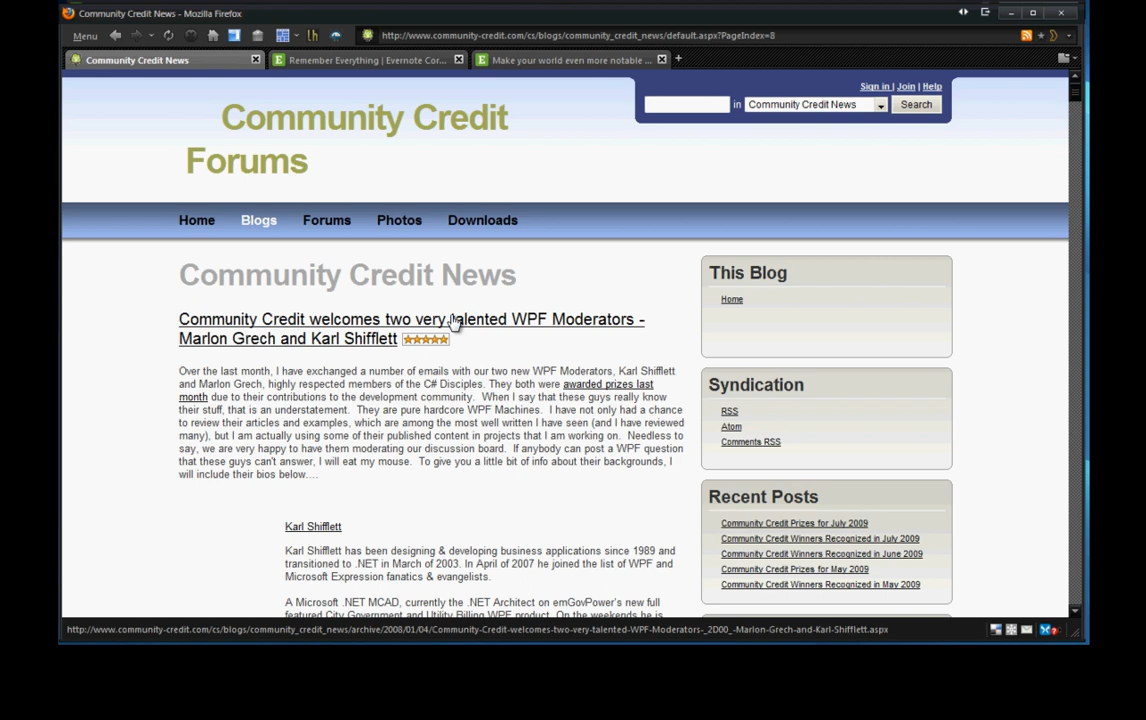 Community Credit News - Mozilla Firefox
Menu
http://www.community-credit.com/cs/blogs/community_credit_news/default.aspx?PageIndex=8
Community Credit News
Remember Everything | Evernote Cor...
Make your world even more notable ...
Sign in | Join | Help
in Community Credit News Search
Community Credit
Forums
Home Blogs Forums Photos Downloads
Community Credit News
Community Credit welcomes two very talented WPF Moderators -
Marlon Grech and Karl Shifflett
Over the last month, I have exchanged a number of emails with our two new WPF Moderators, Karl Shifflett
and Marlon Grech, highly respected members of the C# Disciples. They both were awarded prizes last
month due to their contributions to the development community. When I say that these guys really know
their stuff, that is an understatement. They are pure hardcore WPF Machines. I have not only had a chance
to review their articles and examples, which are among the most well written I have seen (and I have reviewed
many), but I am actually using some of their published content in projects that I am working on. Needless to
say, we are very happy to have them moderating our discussion board. If anybody can post a WPF question
that these guys can't answer, I will eat my mouse. To give you a little bit of info about their backgrounds, I
will include their bios below....
Karl Shifflett
Karl Shifflett has been designing & developing business applications since 1989 and
transitioned to .NET in March of 2003. In April of 2007 he joined the list of WPF and
Microsoft Expression fanatics & evangelists.
A Microsoft .NET MCAD, currently the .NET Architect on emGovPower's new full
featured City Government and Utility Billing WPF product. On the weekends he is
This Blog
Home
Syndication
RSS
Atom
Comments RSS
Recent Posts
Community Credit Prizes for July 2009
Community Credit Winners Recognized in July 2009
Community Credit Winners Recognized in June 2009
Community Credit Prizes for May 2009
Community Credit Winners Recognized in May 2009
http://www.community-credit.com/cs/blogs/community_credit_news/archive/2008/01/04/Community-Credit-welcomes-two-very-talented-WPF-Moderators-_2D00_-Marlon-Grech-and-Karl-Shifflett.aspx